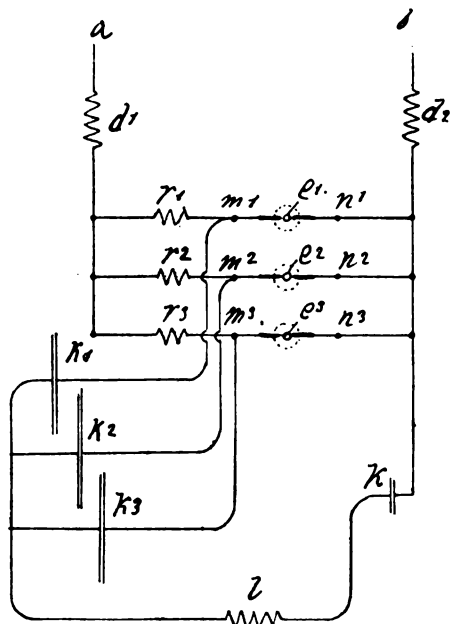 a b
d1 d2
r1 m1 e1. n1
r2 m2 e2 n2
r3 m3. e3 n3
K1
K2
K3 K
l